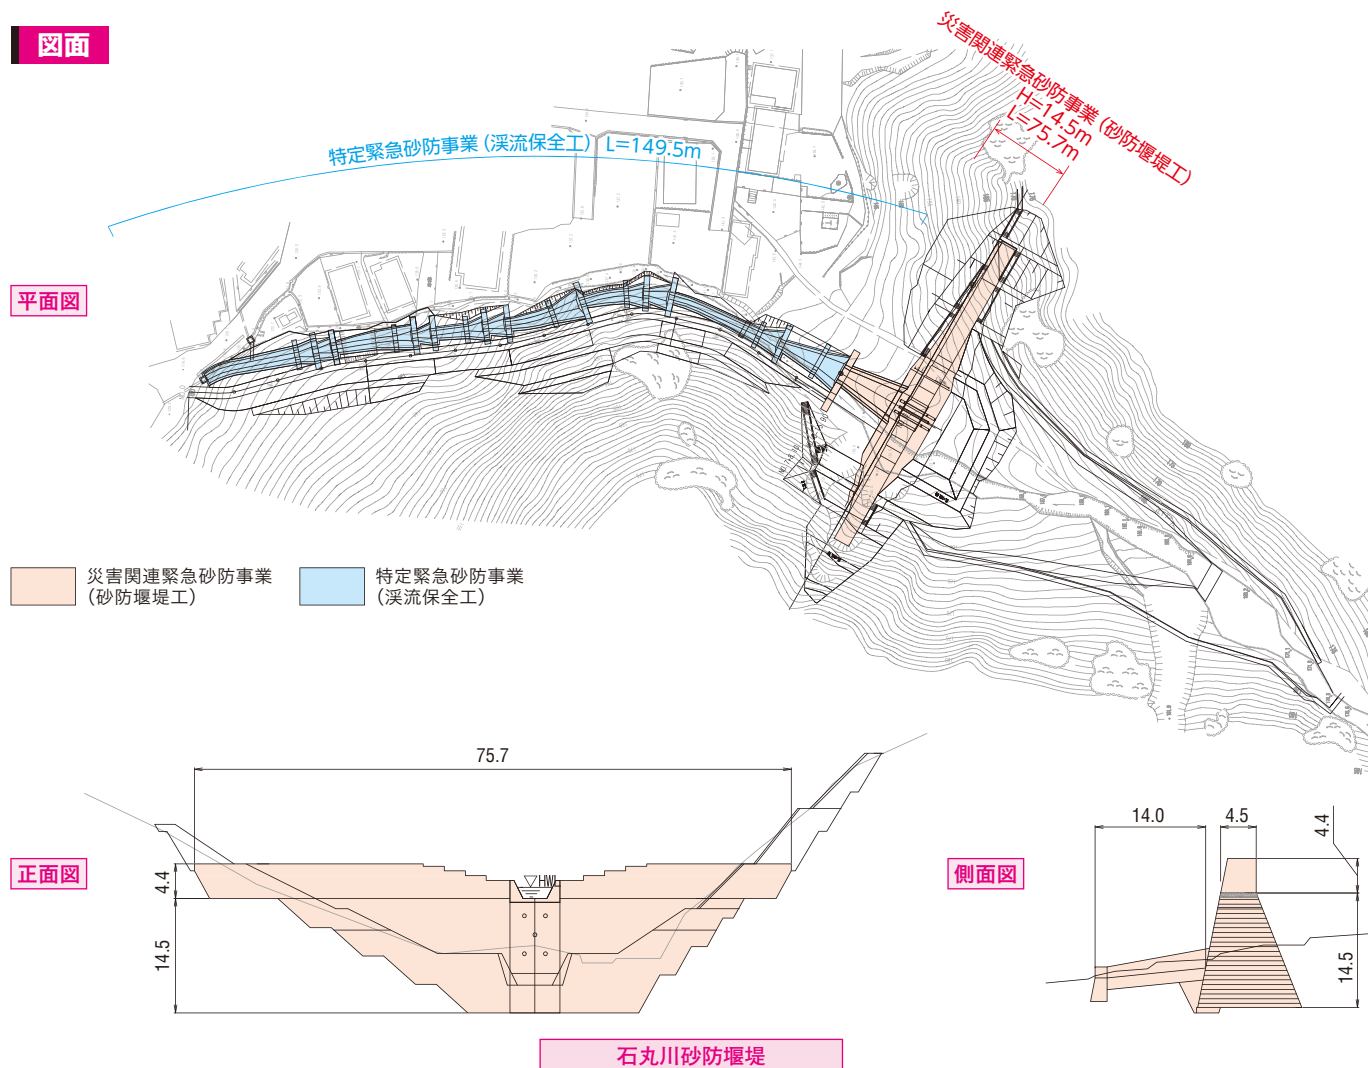 図面
災害関連緊急砂防事業(砂防堰堤工)
H=14.5m
L=75.7m
特定緊急砂防事業(渓流保全工) L=149.5m
平面図
災害関連緊急砂防事業
(砂防堰堤工)
特定緊急砂防事業
(渓流保全工)
75.7
正面図
4.4
14.5
HWL
側面図
14.0
4.5
4.4
14.5
石丸川砂防堰堤